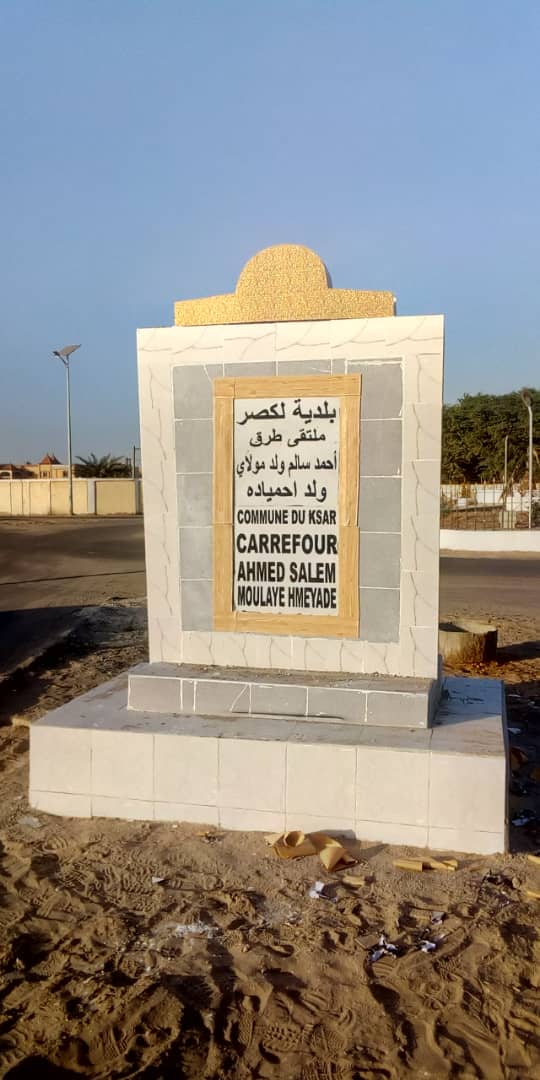 بلدية لكصر
ملتقى طرق
أحمد سالم ولد مولاي
ولد احمياده
COMMUNE DU KSAR
CARREFOUR
AHMED SALEM
MOULAYE HMEYADE